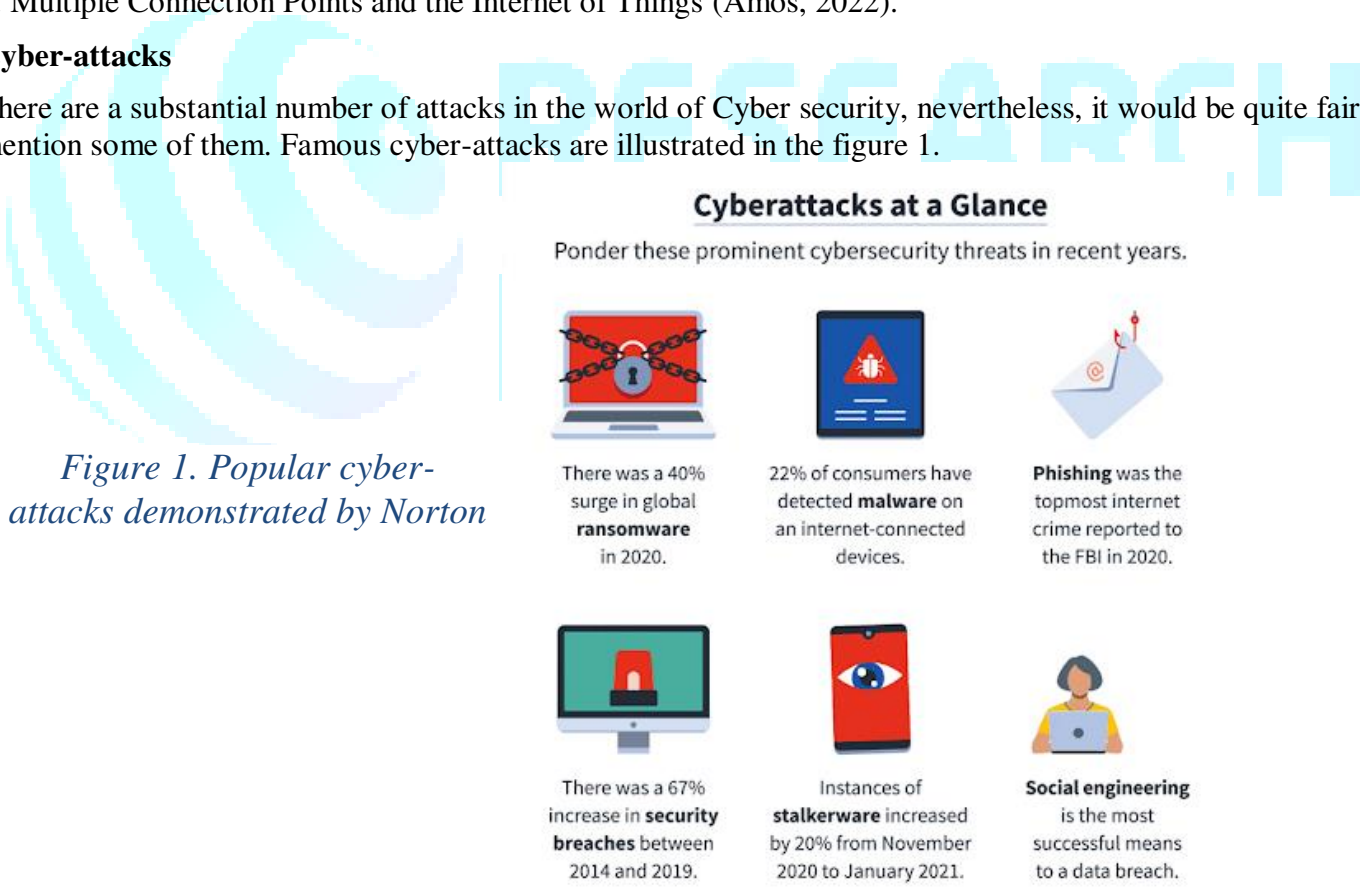 Multiple Connection Points and the Internet of Things (Amos, 2022).
yber-attacks
here are a substantial number of attacks in the world of Cyber security, nevertheless, it would be quite fair
mention some of them. Famous cyber-attacks are illustrated in the figure 1.
RESEARCH
Cyberattacks at a Glance
Ponder these prominent cybersecurity threats in recent years.
@
There was a 40%
surge in global
ransomware
in 2020.
22% of consumers have
detected malware on
an internet-connected
devices.
Phishing was the
topmost internet
crime reported to
the FBI in 2020.
Figure 1. Popular cyber-
attacks demonstrated by Norton
There was a 67%
increase in security
breaches between
2014 and 2019.
Instances of
stalkerware increased
by 20% from November
2020 to January 2021.
Social engineering
is the most
successful means
to a data breach.